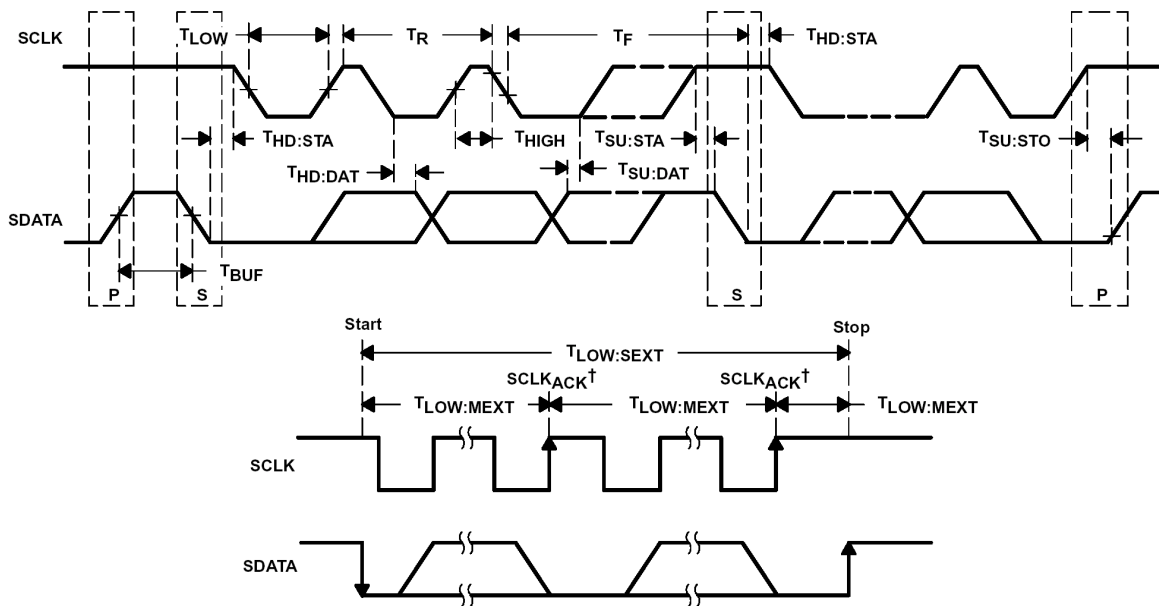 SCLK
TLOW
TR
TF
THD:STA
THD:STA
THIGH
TSU:STA
TSU:STO
THD:DAT
TSU:DAT
SDATA
TBUF
P
S
S
P
Start
Stop
TLOW:SEXT
SCLKACK†
SCLKACK†
TLOW:MEXT
TLOW:MEXT
TLOW:MEXT
SCLK
SDATA